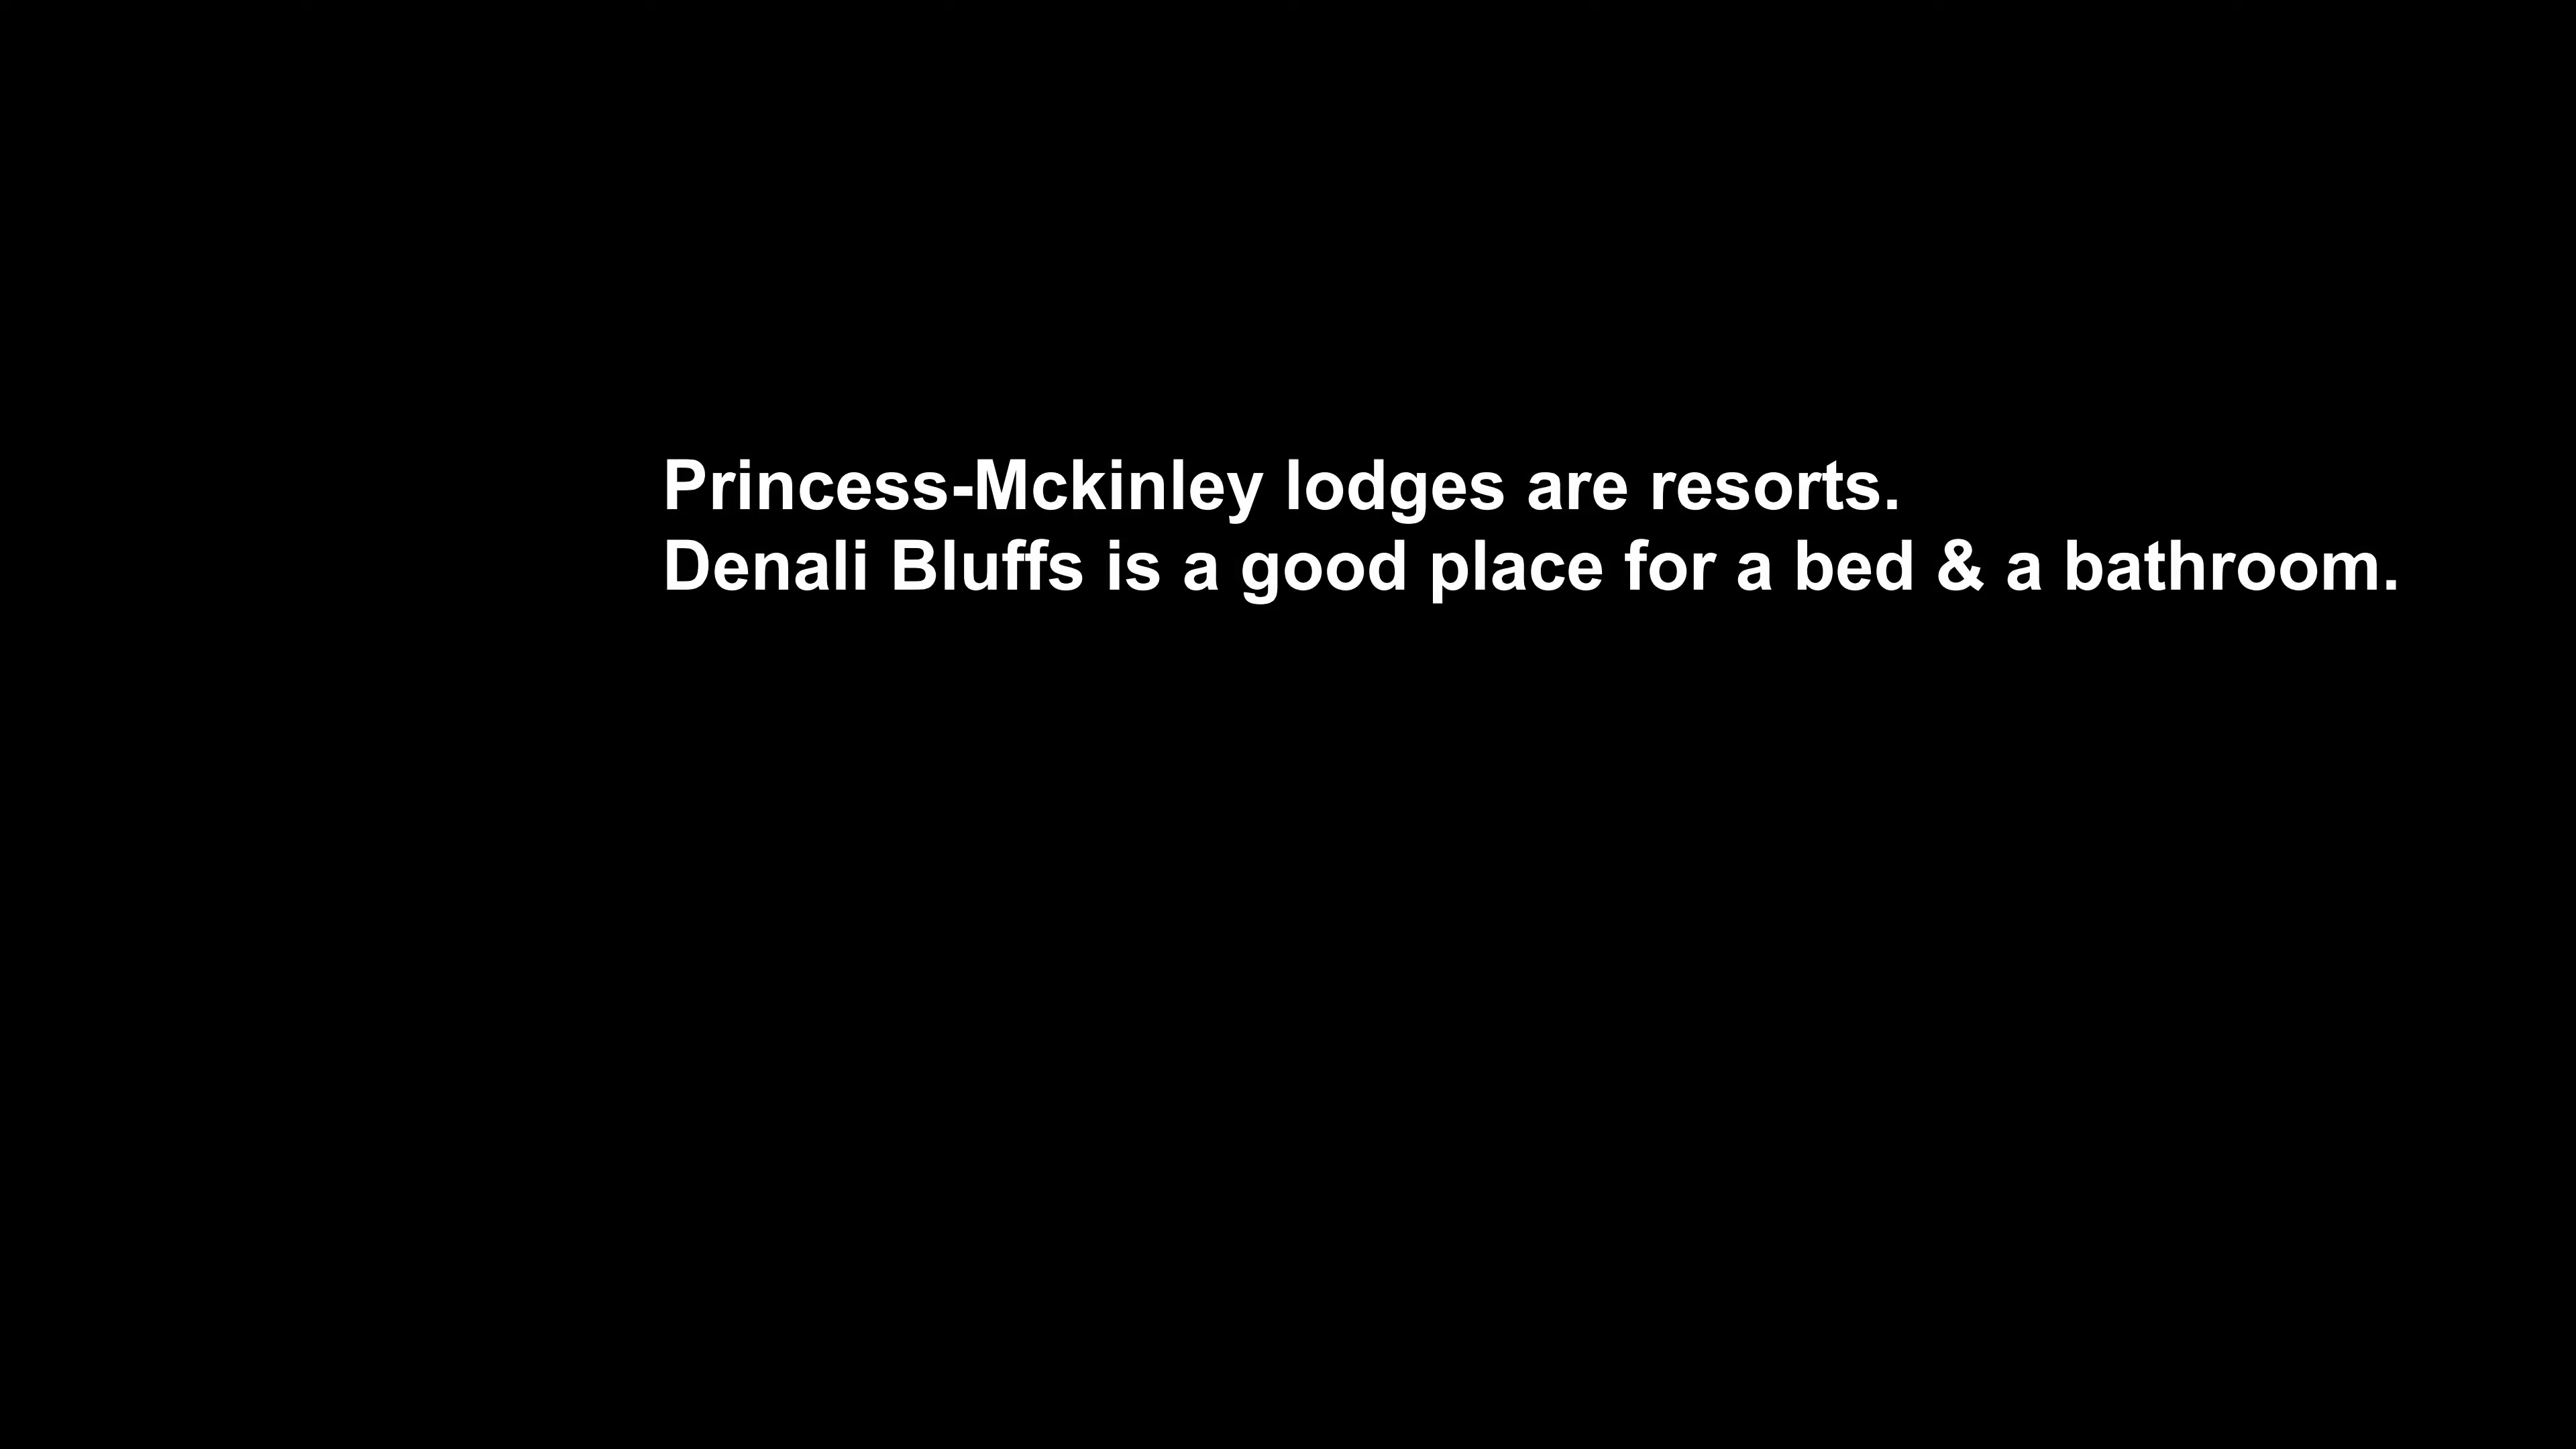 Princess-Mckinley lodges are resorts.
Denali Bluffs is a good place for a bed & a bathroom.